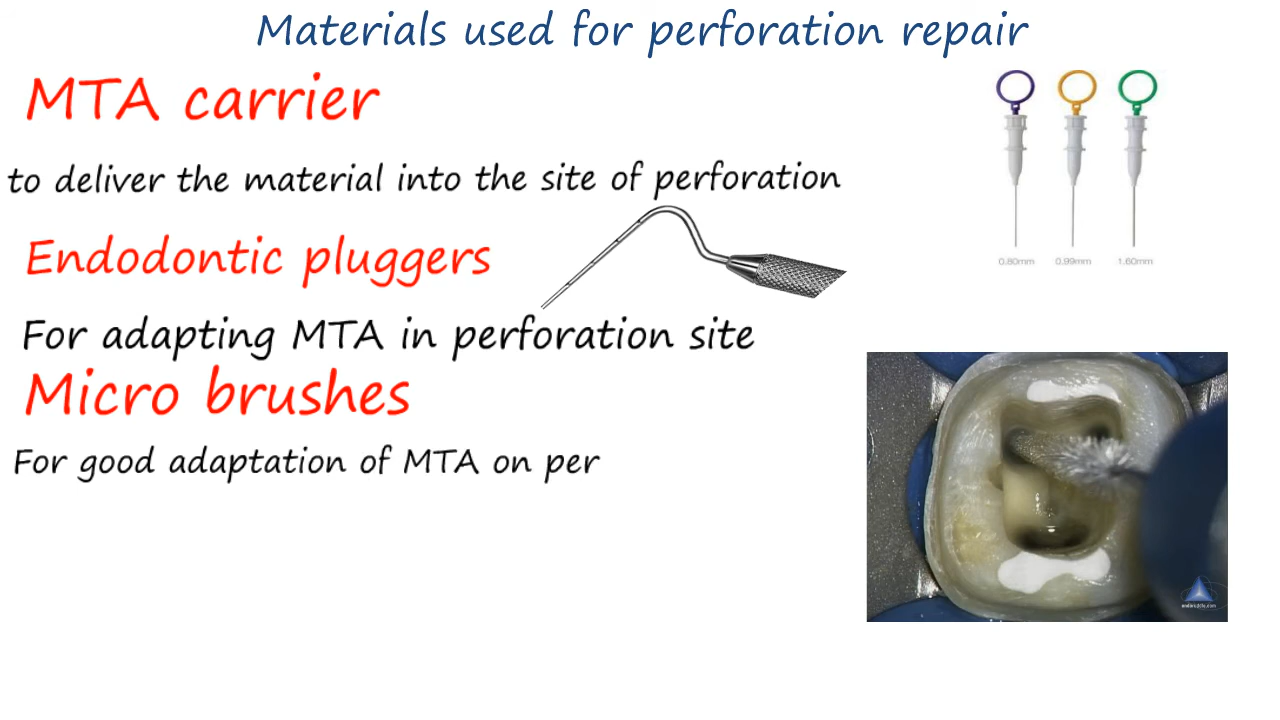 Materials used for perforation repair
MTA carrier
to deliver the material into the site of perforation
0.80mm 0.99mm 1.60mm
Endodontic pluggers
For adapting MTA in perforation site
Micro brushes
For good adaptation of MTA on per